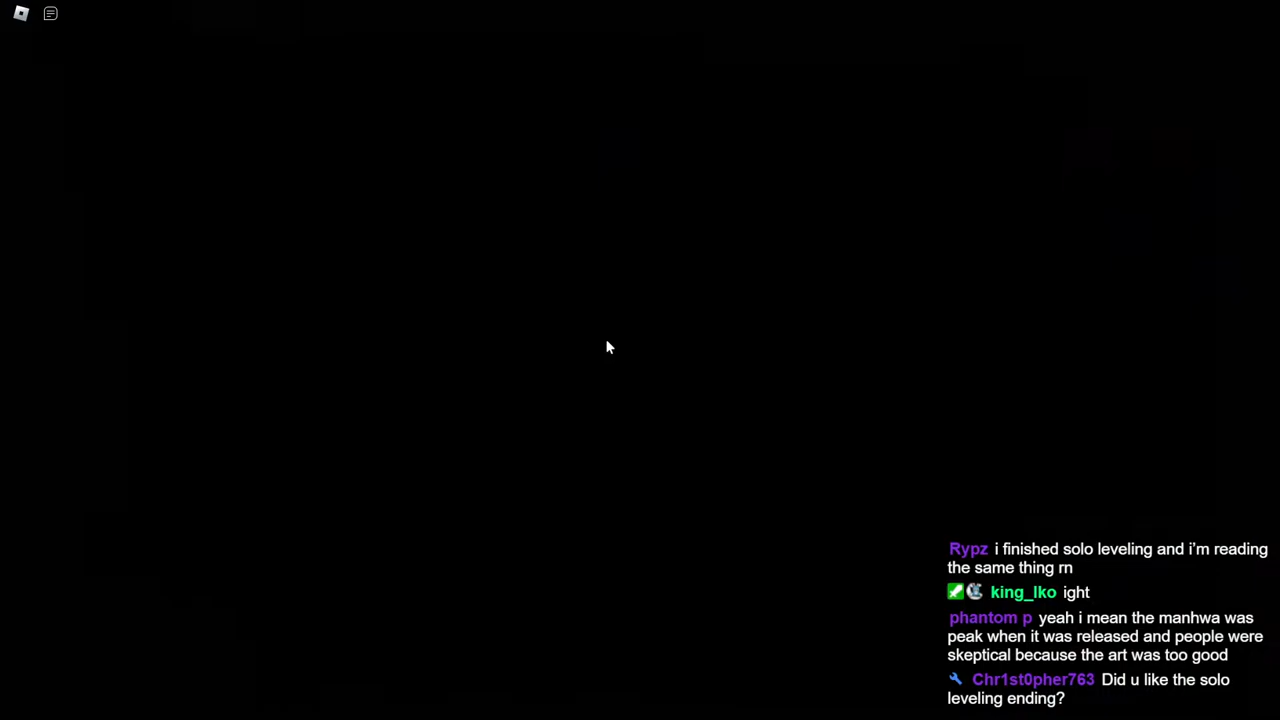 Rypz i finished solo leveling and i'm reading
the same thing rn
king_lko ight
phantom p yeah i mean the manhwa was
peak when it was released and people were
skeptical because the art was too good
Chr1st0pher763 Did u like the solo
leveling ending?